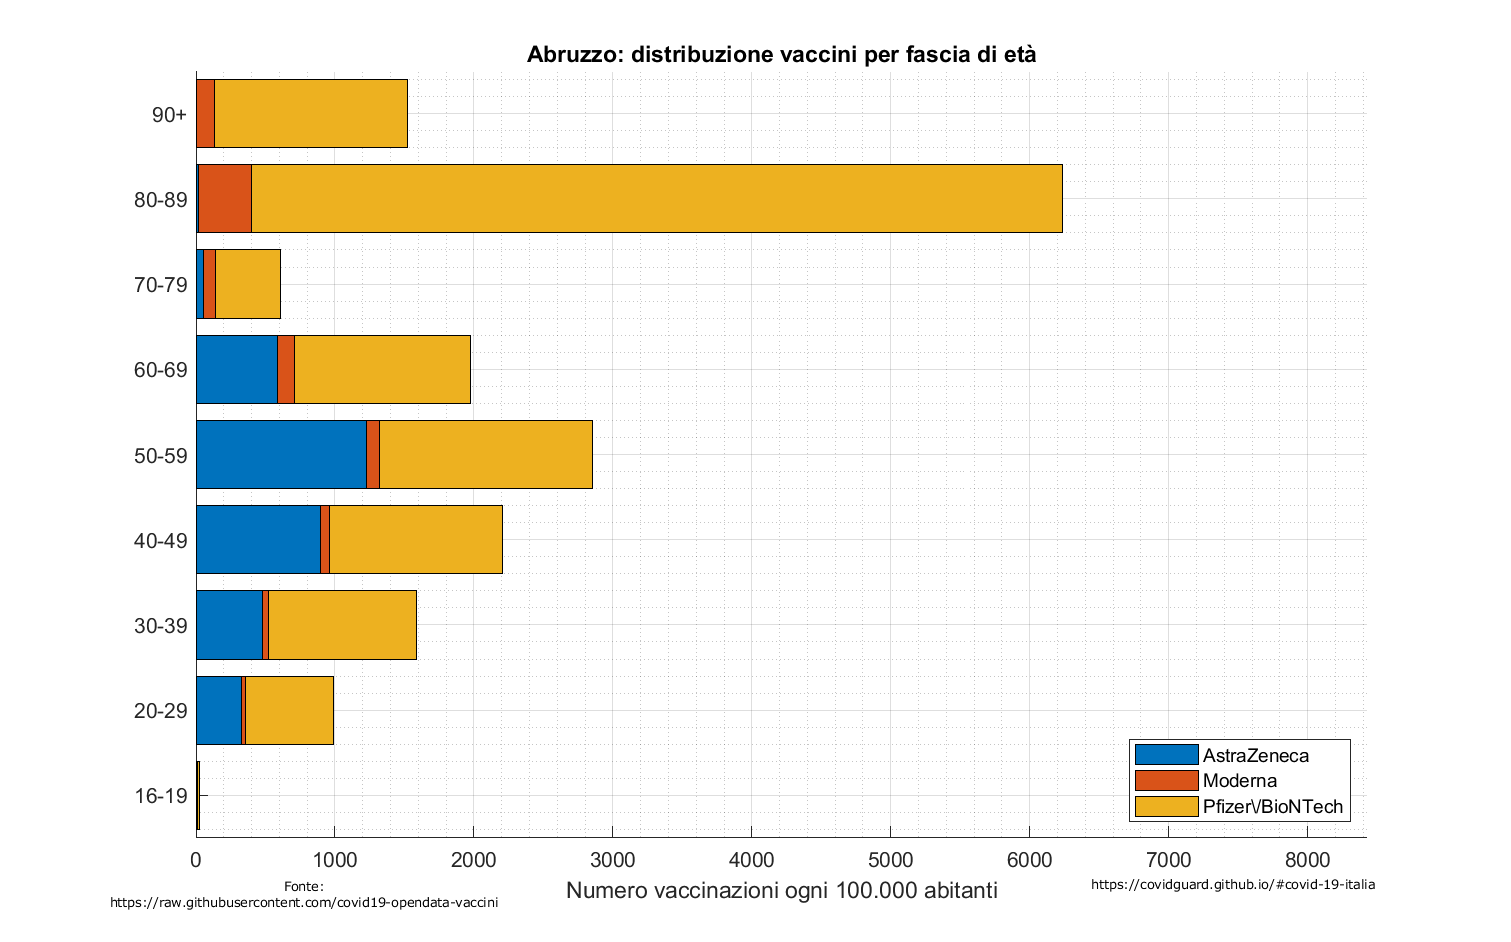 Abruzzo: distribuzione vaccini per fascia di età
90+
80-89
70-79
60-69
50-59
40-49
30-39
20-29
16-19
AstraZeneca
Moderna
Pfizer\/BioNTech
0 1000 2000 3000 4000 5000 6000 7000 8000
Numero vaccinazioni ogni 100.000 abitanti
Fonte:
https://raw.githubusercontent.com/covid19-opendata-vaccini
https://covidguard.github.io/#covid-19-italia